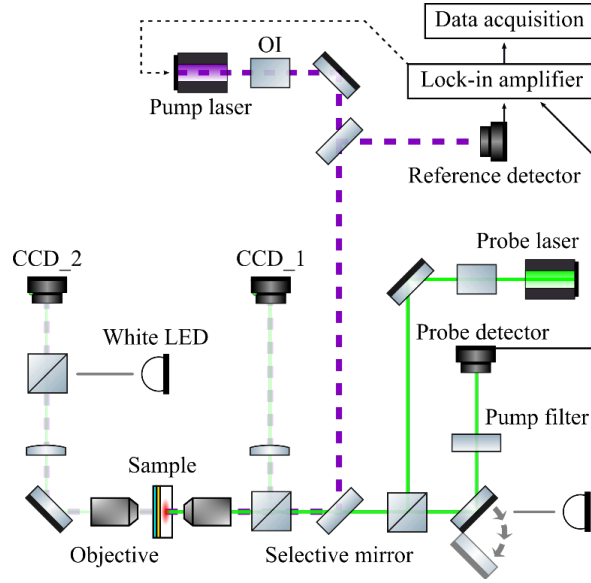 Data acquisition
OI
Lock-in amplifier
Pump laser
Reference detector
Probe laser
CCD_2
CCD_1
White LED
Probe detector
Pump filter
Sample
Objective
Selective mirror